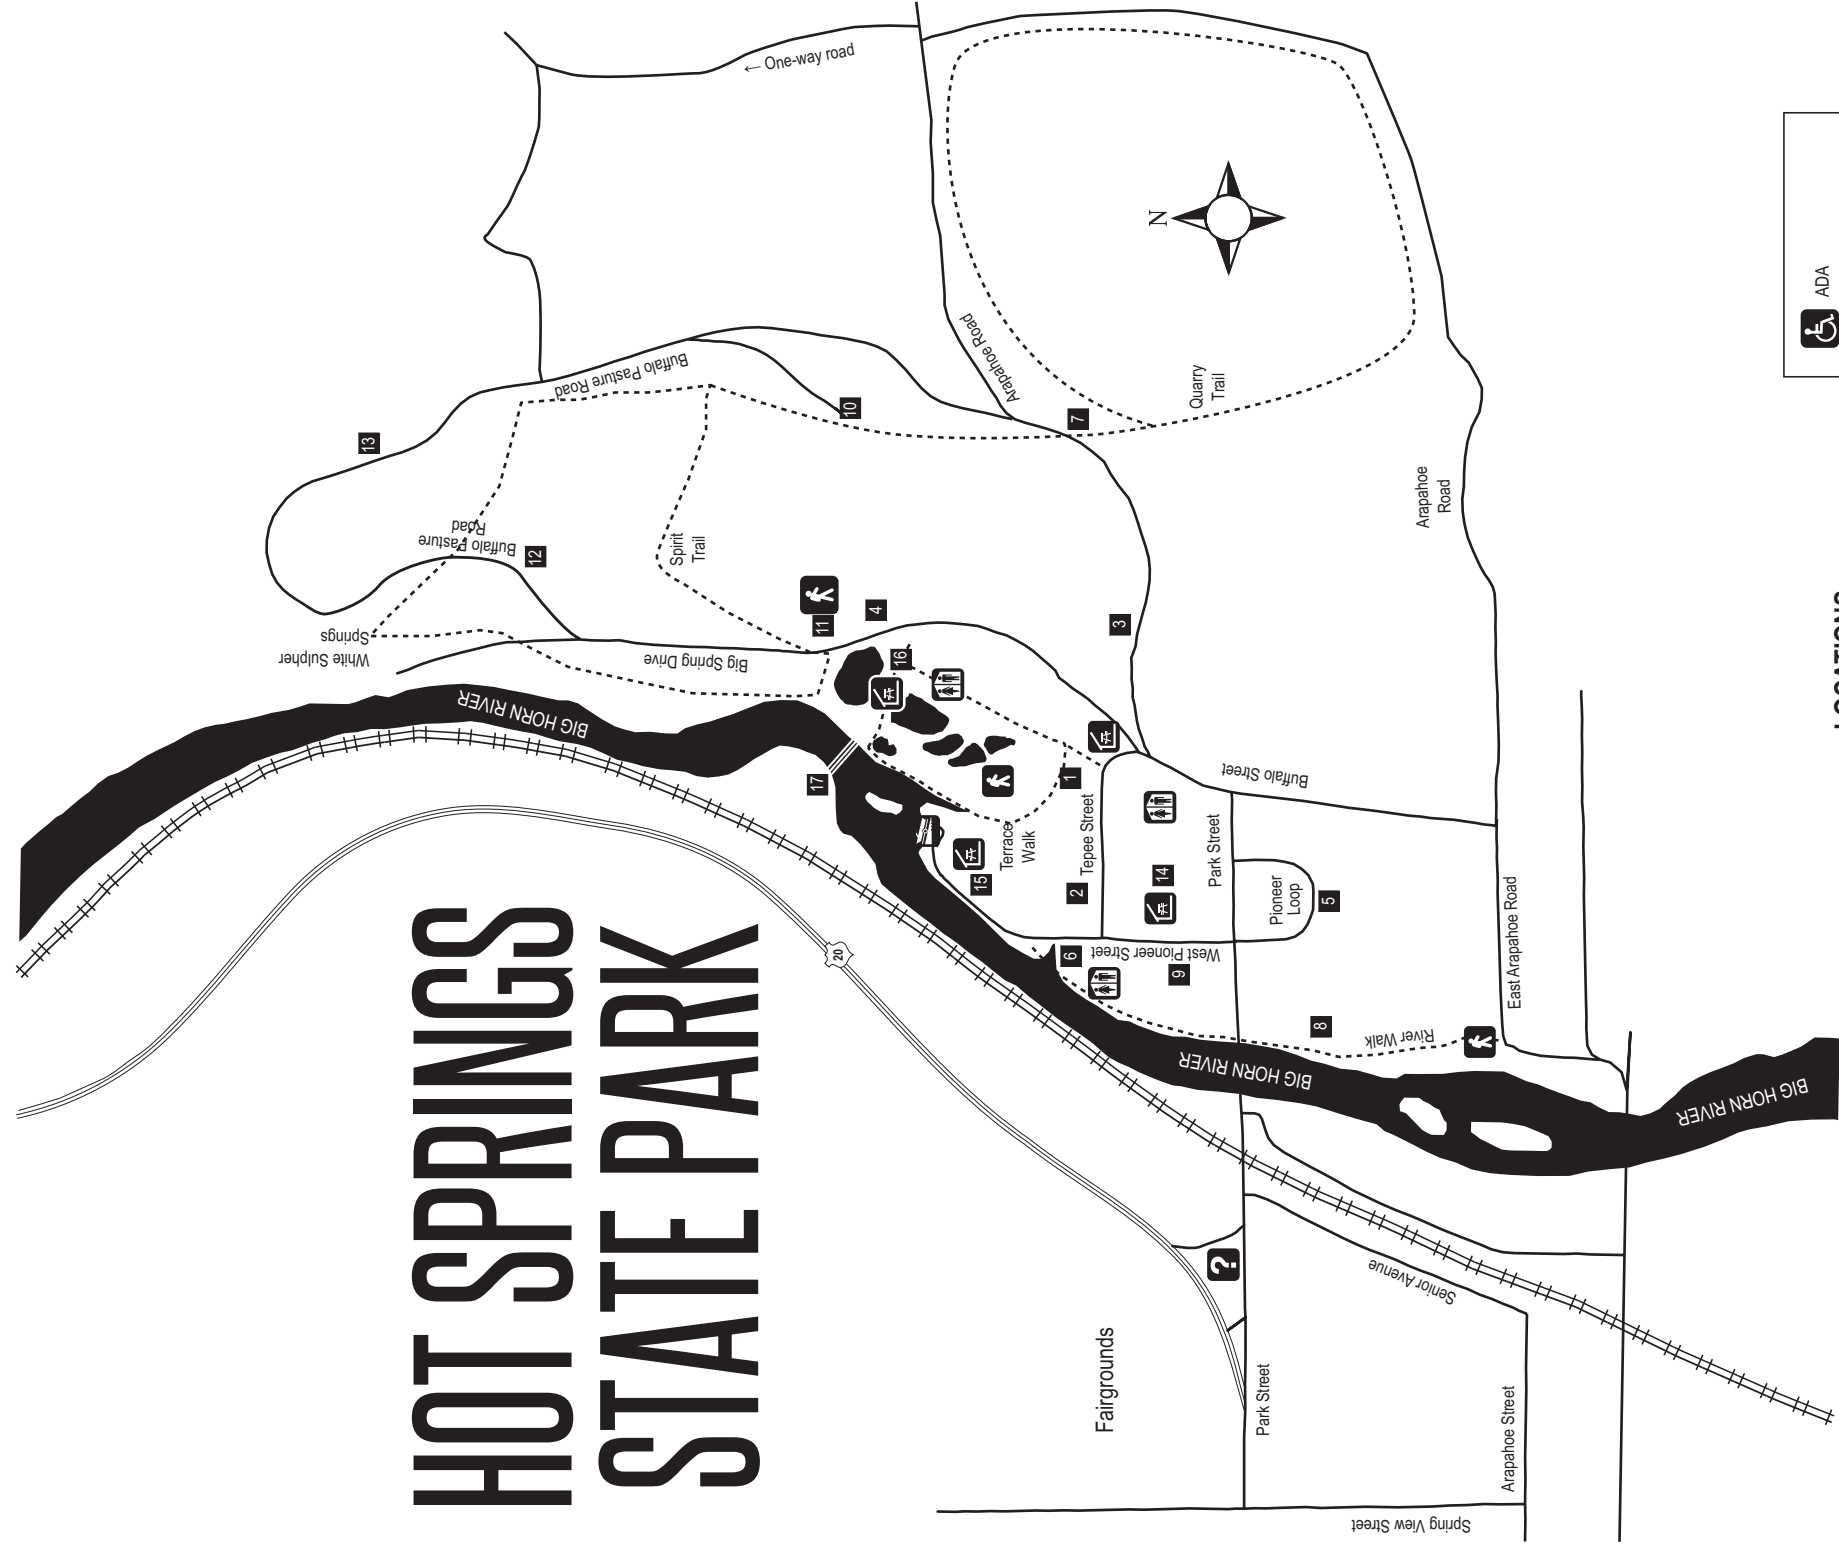 HOT SPRINGS
STATE PARK
← One-way road
Buffalo Pasture Road
13
Buffalo Pasture
Road
12
White Sulpher
Springs
Big Spring Drive
Spirit
Trail
10
11
4
16
17
BIG HORN RIVER
N
Arapahoe Road
7
Quarry
Trail
3
Arapahoe
Road
1
Terrace
Walk
15
2
Tepee Street
14
Park Street
Buffalo Street
Pioneer
Loop
5
6
West Pioneer Street
9
8
River Walk
East Arapahoe Road
BIG HORN RIVER
BIG HORN RIVER
20
?
Fairgrounds
Park Street
Senior Avenue
Arapahoe Street
Spring View Street
ADA